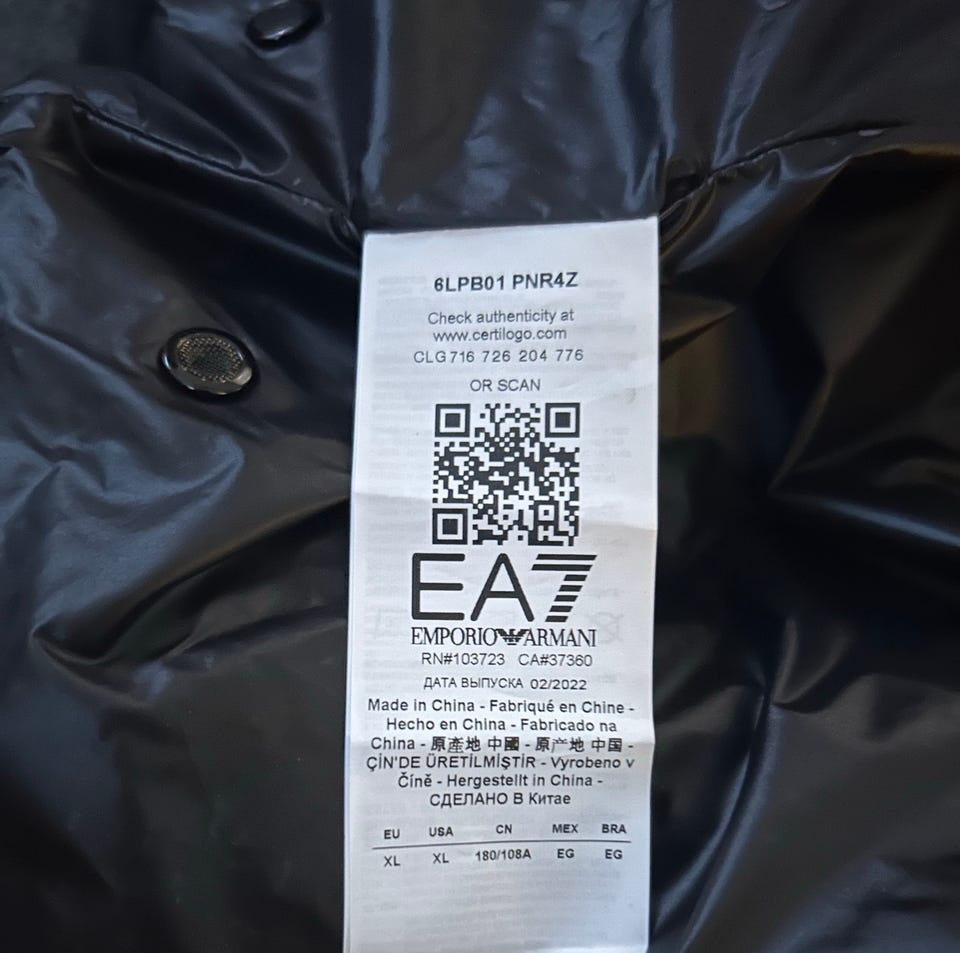 6LPB01 PNR4Z
Check authenticity at
www.certilogo.com
CLG 716 726 204 776
OR SCAN
EA7
EMPORIO ARMANI
RN#103723 CA#37360
ДАТА ВЫПУСКА 02/2022
Made in China - Fabriqué en Chine -
Hecho en China - Fabricado na
China - 原產地 中國 - 原产地 中国 -
ÇİN'DE ÜRETİLMİŞTİR - Vyrobeno v
Číně - Hergestellt in China -
СДЕЛАНО В Китае
EU USA CN MEX BRA
XL XL 180/108A EG EG